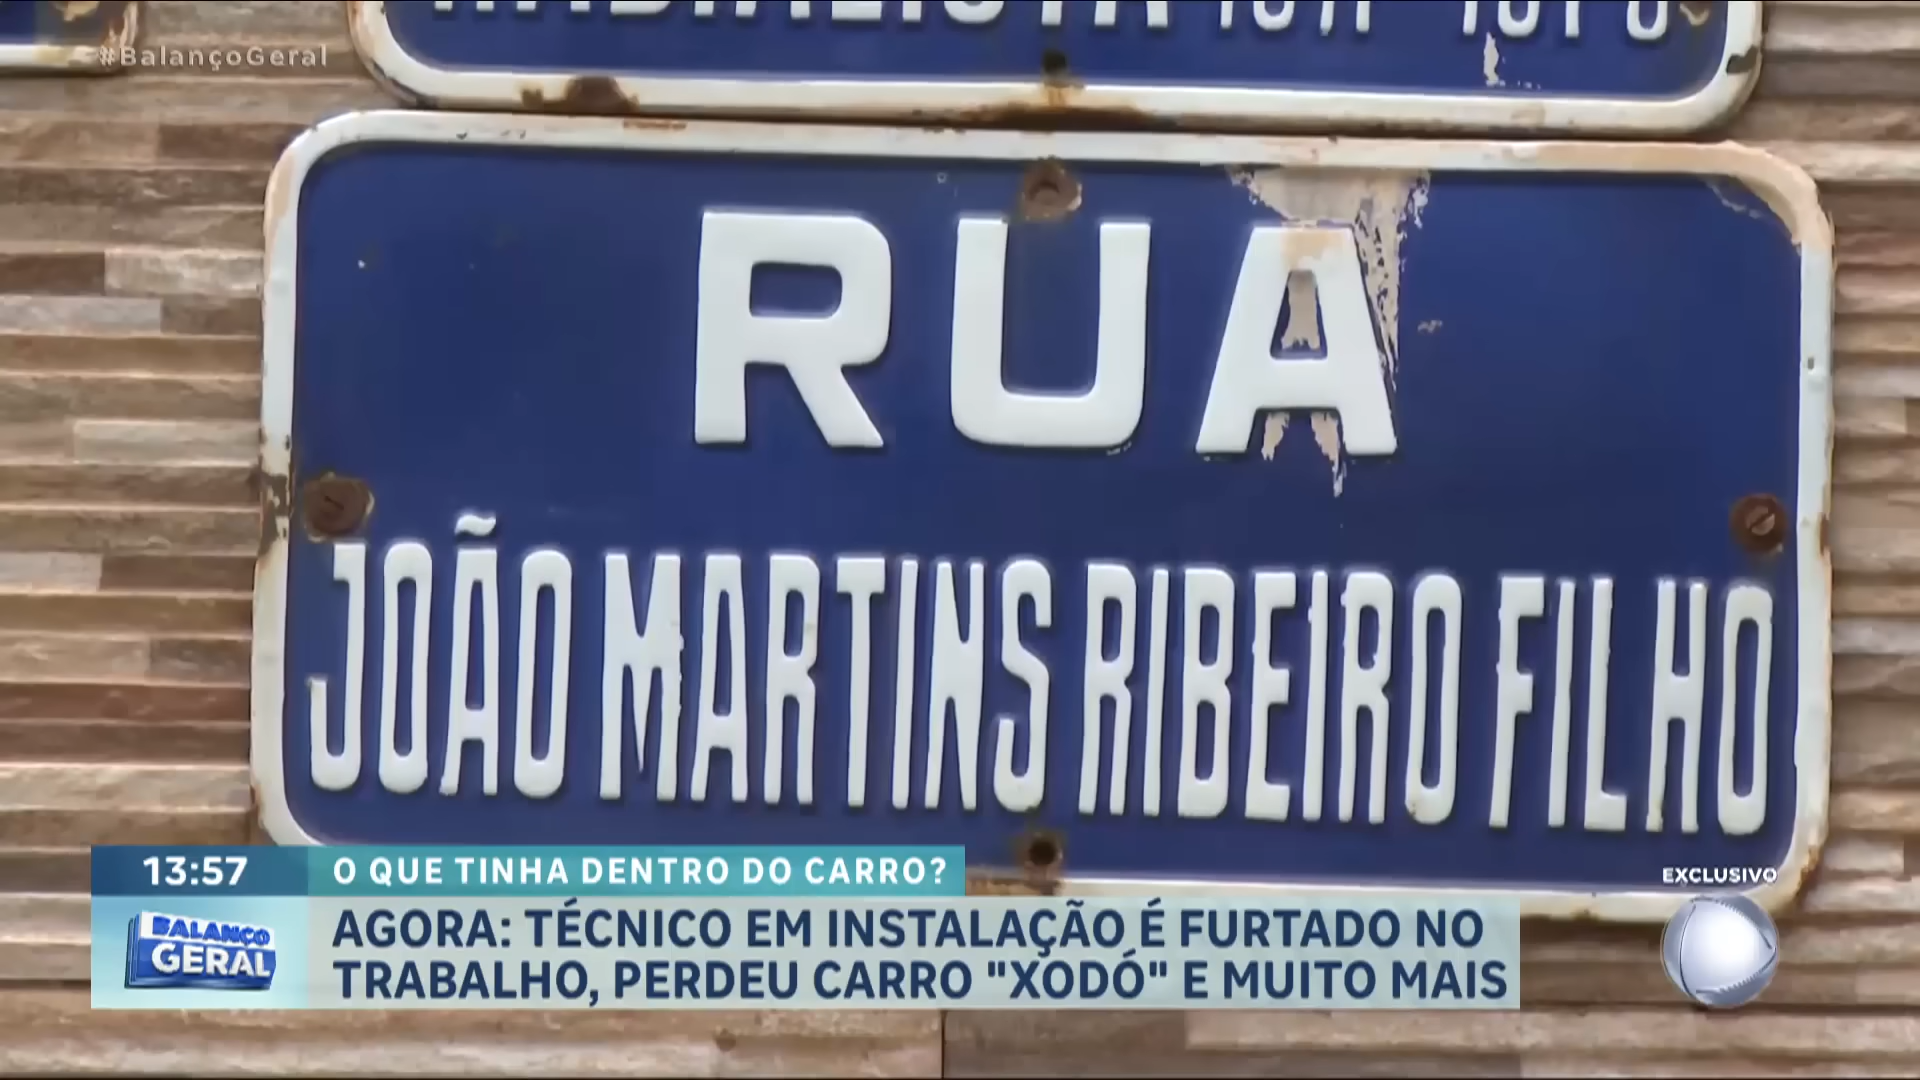 #BalançoGeral
RUA
JOÃO MARTINS RIBEIRO FILHO
13:57
O QUE TINHA DENTRO DO CARRO?
EXCLUSIVO
BALANÇO
GERAL
AGORA: TÉCNICO EM INSTALAÇÃO É FURTADO NO
TRABALHO, PERDEU CARRO "XODÓ" E MUITO MAIS